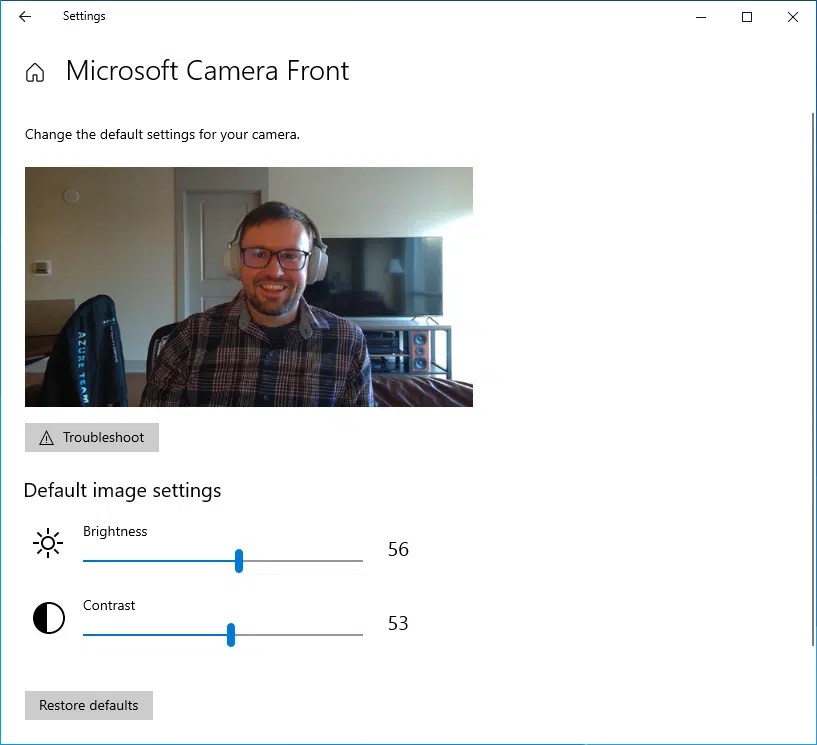 Settings
Microsoft Camera Front
Change the default settings for your camera.
AZURE TEAM
Troubleshoot
Default image settings
Brightness
56
Contrast
53
Restore defaults